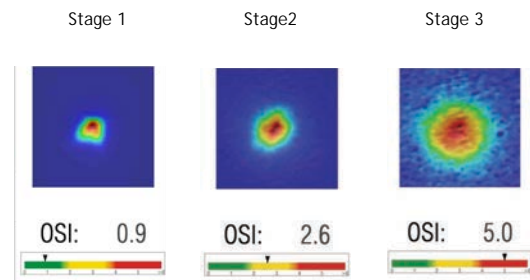 Stage 1
Stage2
Stage 3
OSI: 0.9
OSI: 2.6
OSI: 5.0